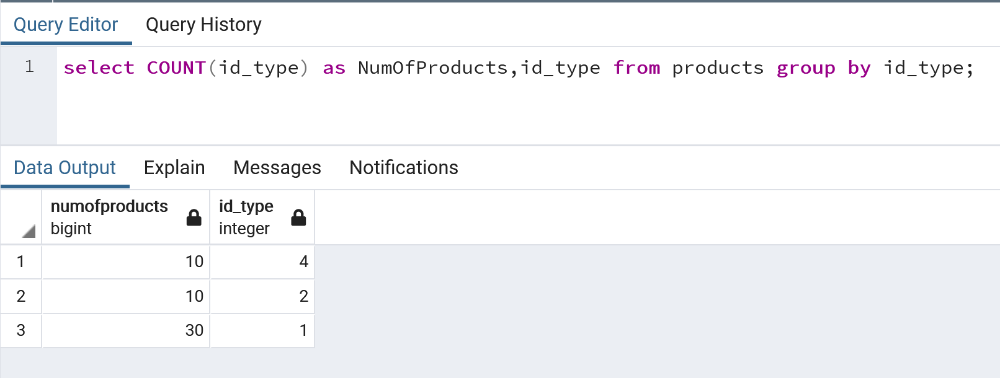 Query Editor Query History
1 select COUNT(id_type) as NumOfProducts,id_type from products group by id_type;
Data Output Explain Messages Notifications
numofproducts id_type
bigint integer
1 10 4
2 10 2
3 30 1